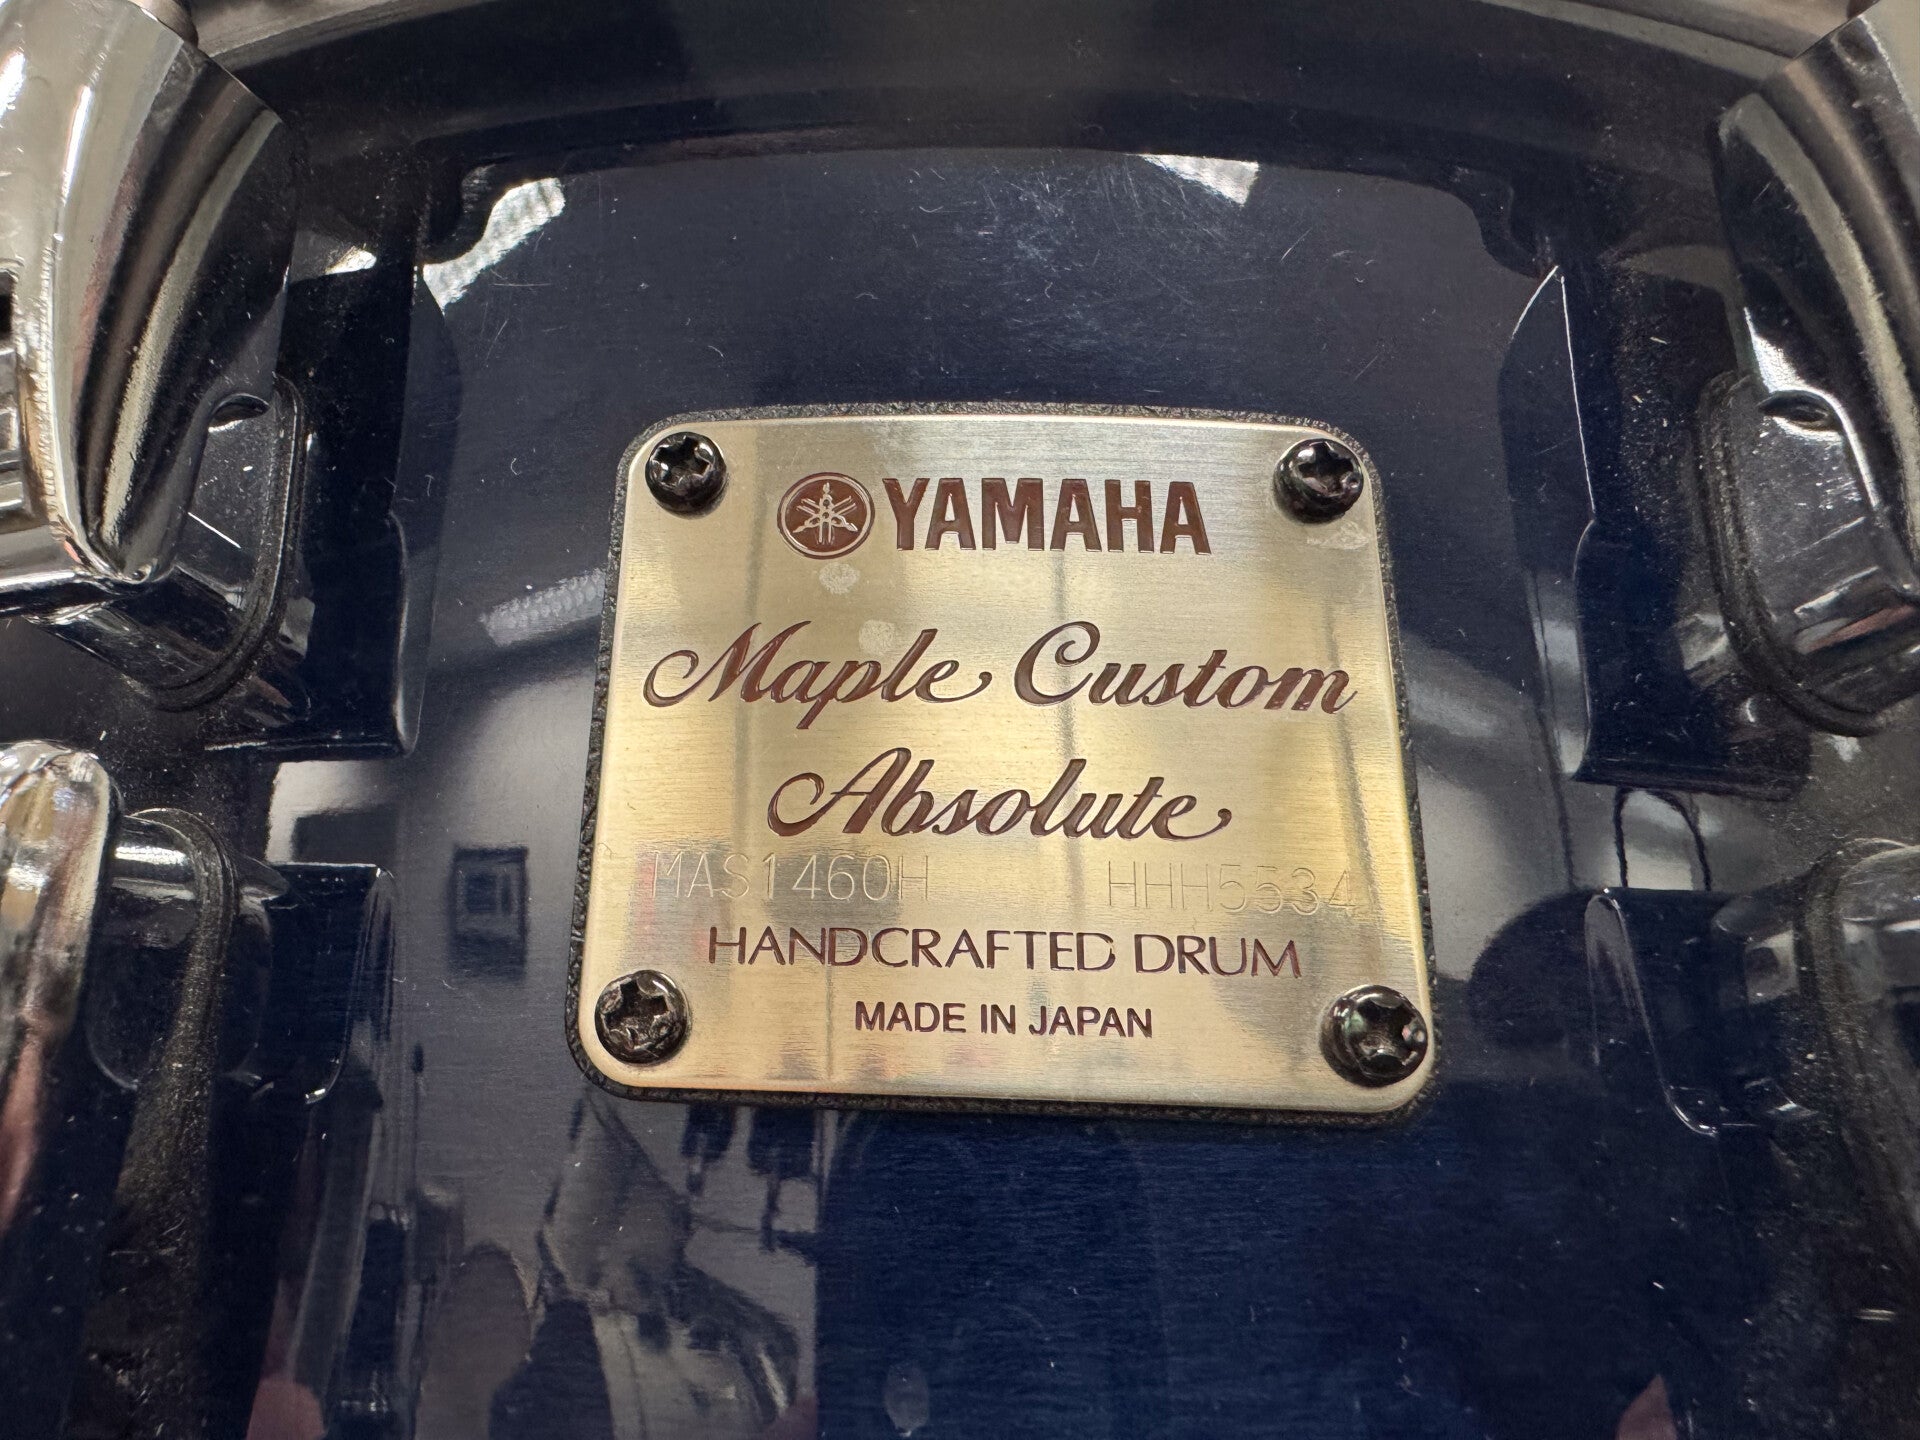 YAMAHA
Maple Custom
Absolute
MAS1460H HHH5534
HANDCRAFTED DRUM
MADE IN JAPAN